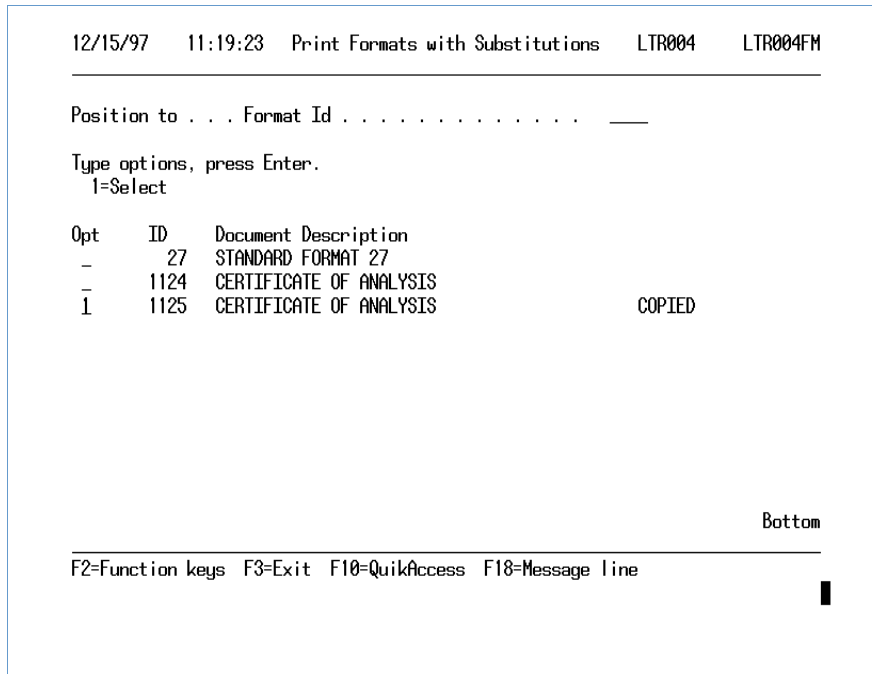 12/15/97 11:19:23 Print Formats with Substitutions LTR004 LTR004FM
Position to . . . Format Id . . . . . . . . . . . . . ____
Type options, press Enter.
1=Select
Opt ID Document Description
_ 27 STANDARD FORMAT 27
_ 1124 CERTIFICATE OF ANALYSIS
1 1125 CERTIFICATE OF ANALYSIS COPIED
Bottom
F2=Function keys F3=Exit F10=QuikAccess F18=Message line